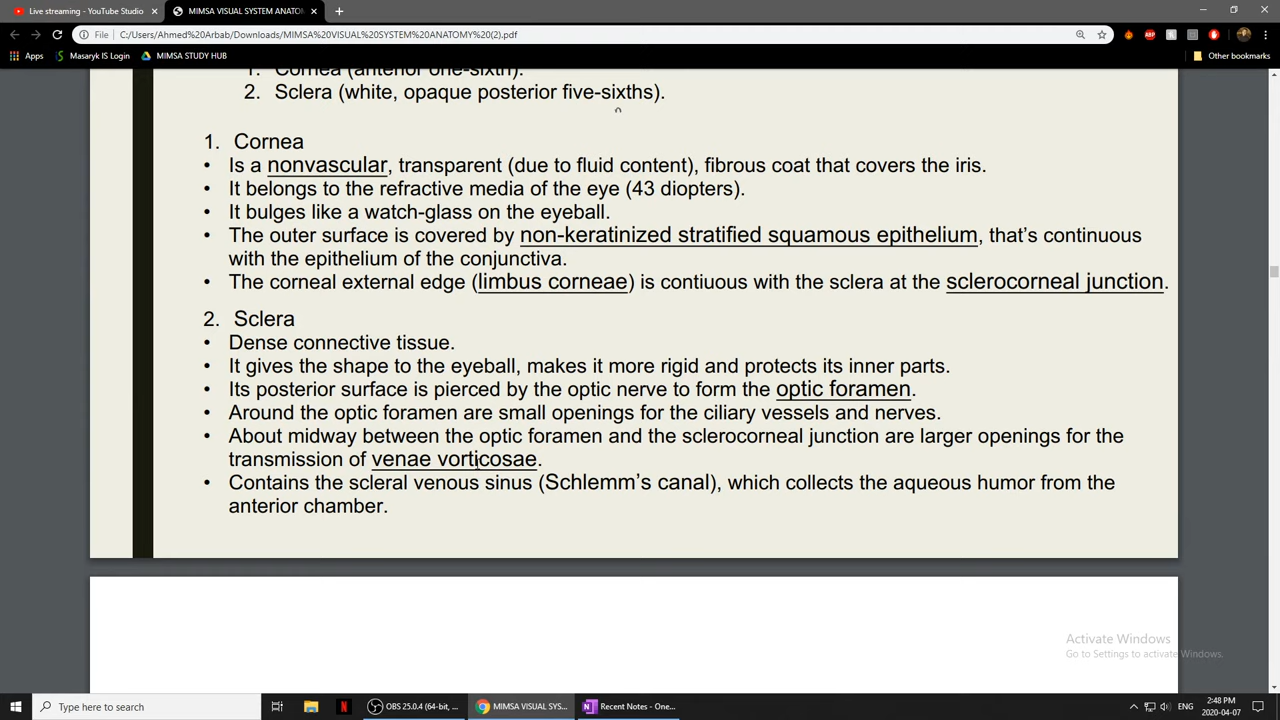 Live streaming - YouTube Studio
MIMSA VISUAL SYSTEM ANATOM
File
C:/Users/Ahmed%20Arbab/Downloads/MIMSA%20VISUAL%20SYSTEM%20ANATOMY%20(2).pdf
ABP
Apps
Masaryk IS Login
MIMSA STUDY HUB
Other bookmarks
1. Cornea (anterior one-sixth).
2. Sclera (white, opaque posterior five-sixths).
1. Cornea
• Is a nonvascular, transparent (due to fluid content), fibrous coat that covers the iris.
• It belongs to the refractive media of the eye (43 diopters).
• It bulges like a watch-glass on the eyeball.
• The outer surface is covered by non-keratinized stratified squamous epithelium, that's continuous
with the epithelium of the conjunctiva.
• The corneal external edge (limbus corneae) is contiuous with the sclera at the sclerocorneal junction.
2. Sclera
• Dense connective tissue.
• It gives the shape to the eyeball, makes it more rigid and protects its inner parts.
• Its posterior surface is pierced by the optic nerve to form the optic foramen.
• Around the optic foramen are small openings for the ciliary vessels and nerves.
• About midway between the optic foramen and the sclerocorneal junction are larger openings for the
transmission of venae vorticosae.
• Contains the scleral venous sinus (Schlemm's canal), which collects the aqueous humor from the
anterior chamber.
Activate Windows
Go to Settings to activate Windows.
Type here to search
OBS 25.0.4 (64-bit, ...
MIMSA VISUAL SYS...
Recent Notes - One...
ENG
2:48 PM
2020-04-07